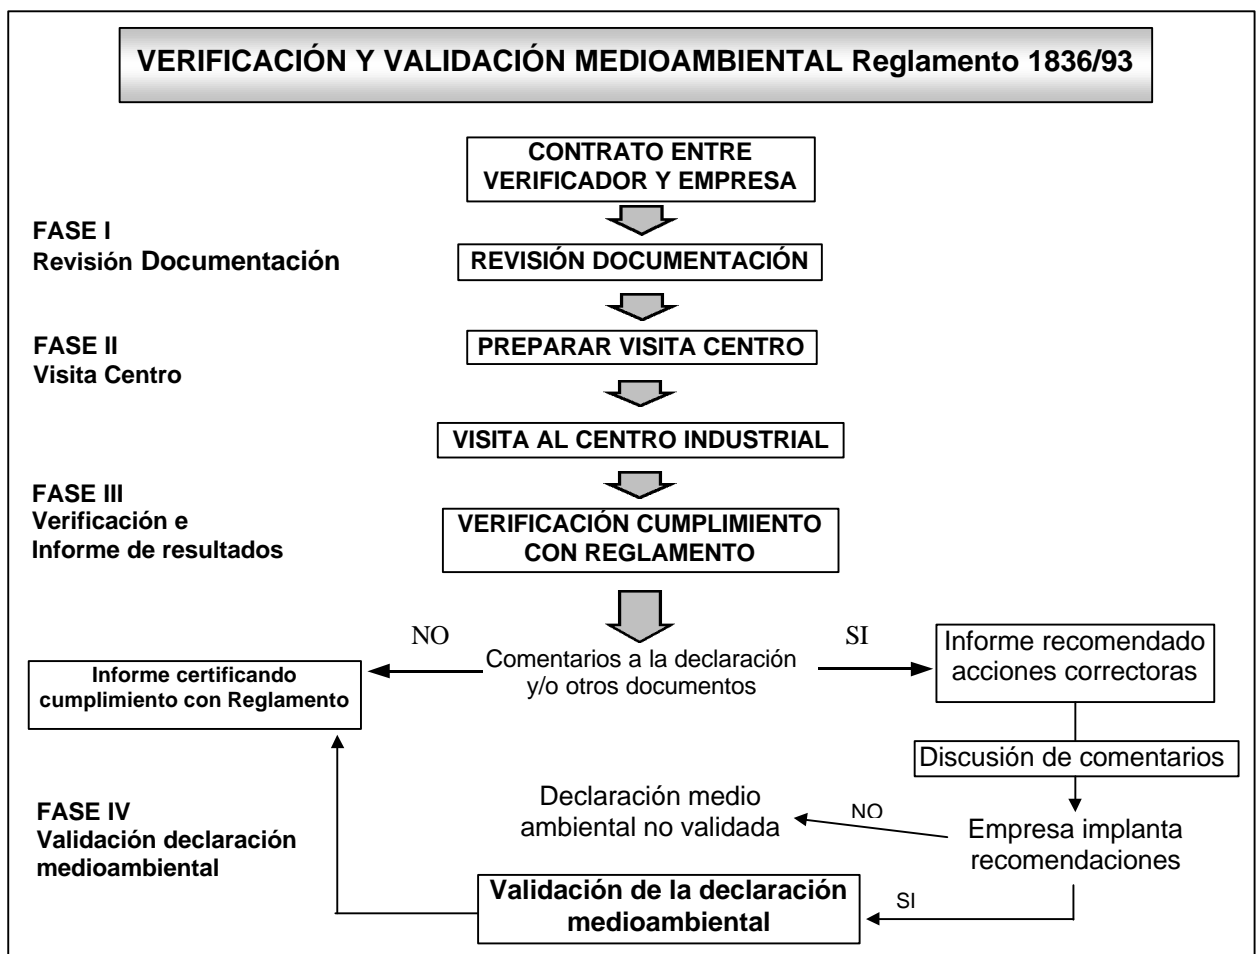 VERIFICACIÓN Y VALIDACIÓN MEDIOAMBIENTAL Reglamento 1836/93
CONTRATO ENTRE
VERIFICADOR Y EMPRESA
FASE I
Revisión Documentación
REVISIÓN DOCUMENTACIÓN
FASE II
Visita Centro
PREPARAR VISITA CENTRO
VISITA AL CENTRO INDUSTRIAL
FASE III
Verificación e
Informe de resultados
VERIFICACIÓN CUMPLIMIENTO
CON REGLAMENTO
NO
SI
Comentarios a la declaración
y/o otros documentos
Informe recomendado
acciones correctoras
Informe certificando
cumplimiento con Reglamento
Discusión de comentarios
FASE IV
Validación declaración
medioambiental
Declaración medio
ambiental no validada
NO
Empresa implanta
recomendaciones
Validación de la declaración
medioambiental
SI